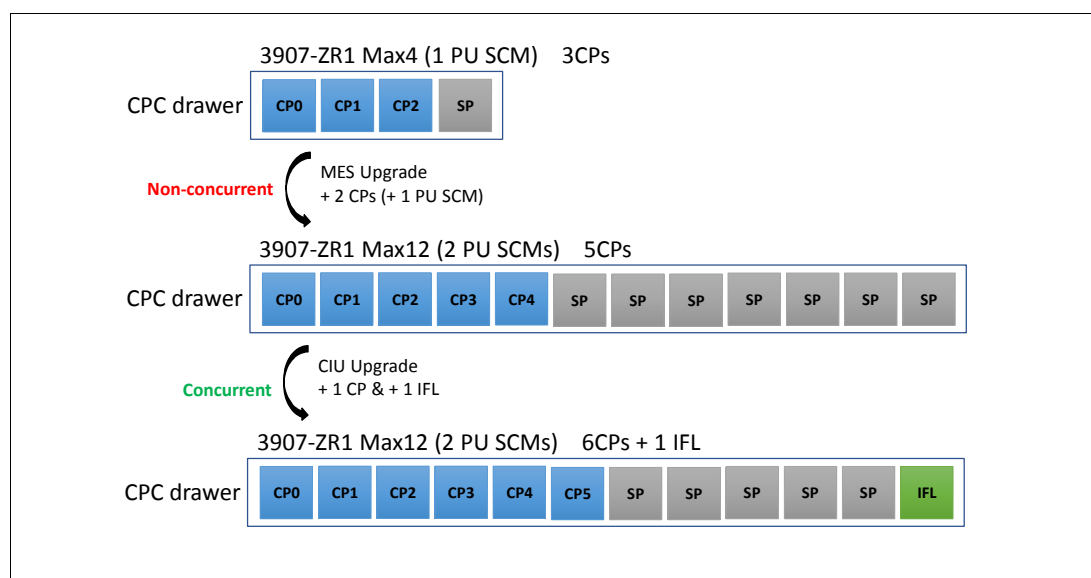 3907-ZR1 Max4 (1 PU SCM) 3CPs
CPC drawer CP0 CP1 CP2 SP
Non-concurrent
MES Upgrade
+ 2 CPs (+ 1 PU SCM)
3907-ZR1 Max12 (2 PU SCMs) 5CPs
CPC drawer CP0 CP1 CP2 CP3 CP4 SP SP SP SP SP SP SP
Concurrent
CIU Upgrade
+ 1 CP & + 1 IFL
3907-ZR1 Max12 (2 PU SCMs) 6CPs + 1 IFL
CPC drawer CP0 CP1 CP2 CP3 CP4 CP5 SP SP SP SP SP IFL